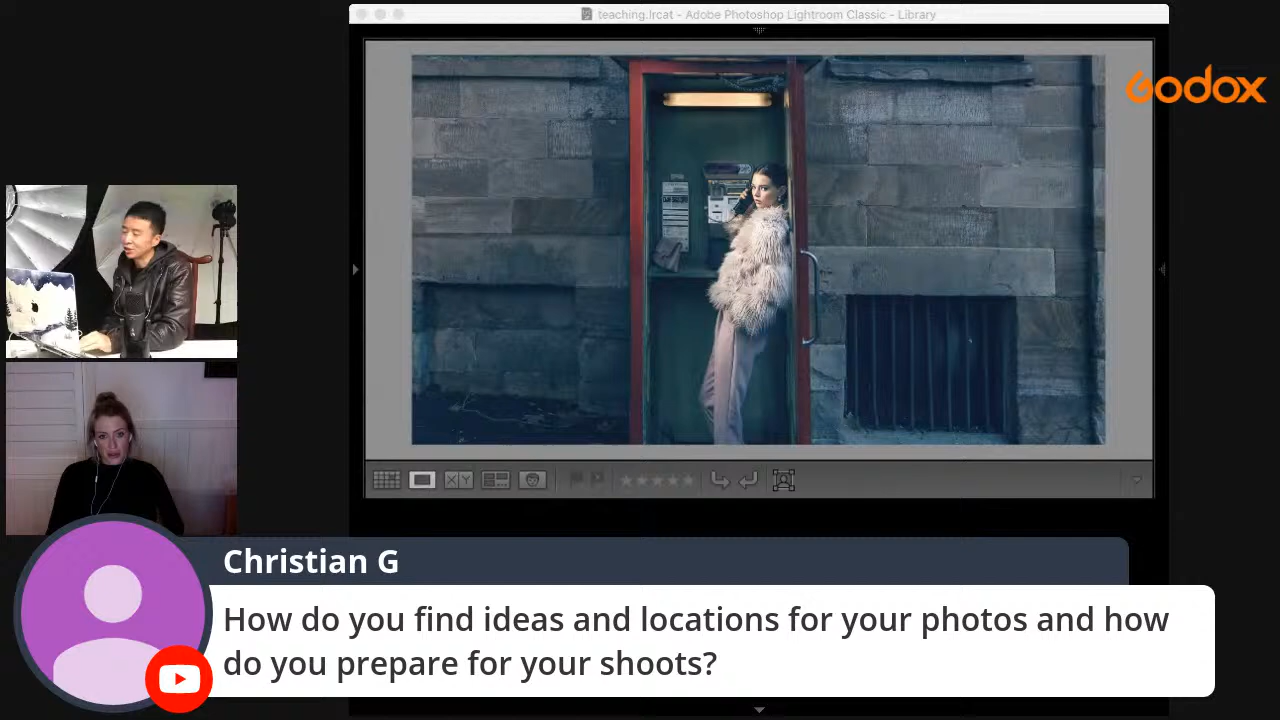 teaching.lrcat - Adobe Photoshop Lightroom Classic - Library
Godox
XY
Christian G
How do you find ideas and locations for your photos and how
do you prepare for your shoots?